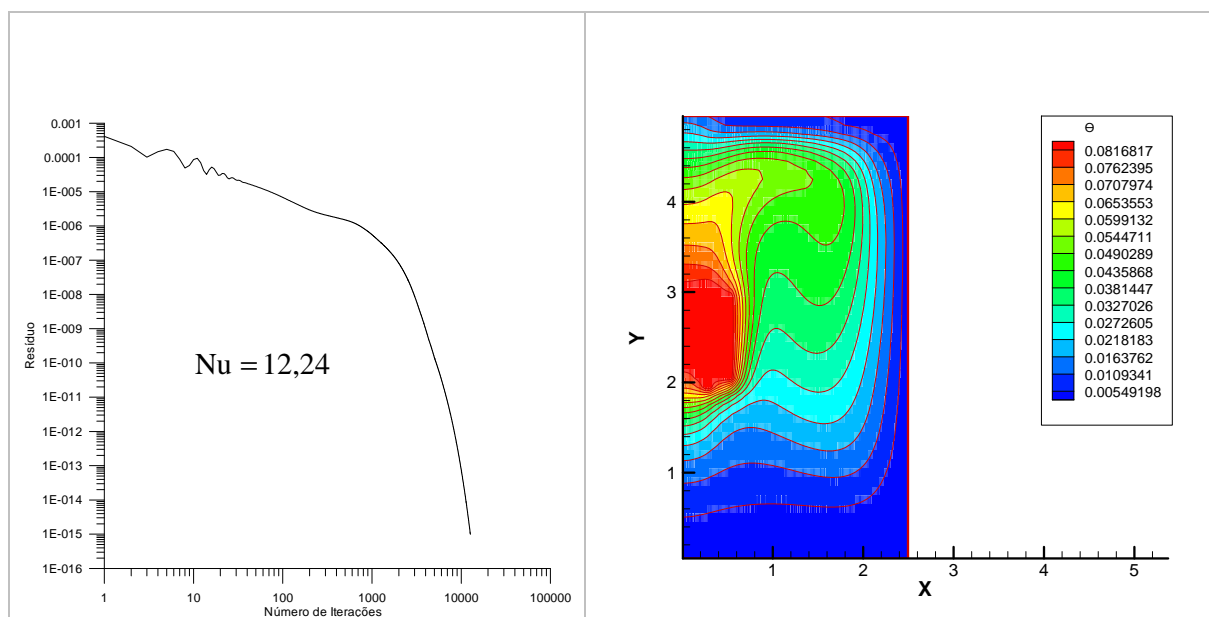 0.001
0.0001
1E-005
1E-006
1E-007
1E-008
1E-009
1E-010
1E-011
1E-012
1E-013
1E-014
1E-015
1E-016
Resíduo
Nu = 12,24
1 10 100 1000 10000 100000
Número de Iterações
4
3
2
1
Y
1 2 3 4 5
X
Θ
0.0816817
0.0762395
0.0707974
0.0653553
0.0599132
0.0544711
0.0490289
0.0435868
0.0381447
0.0327026
0.0272605
0.0218183
0.0163762
0.0109341
0.00549198